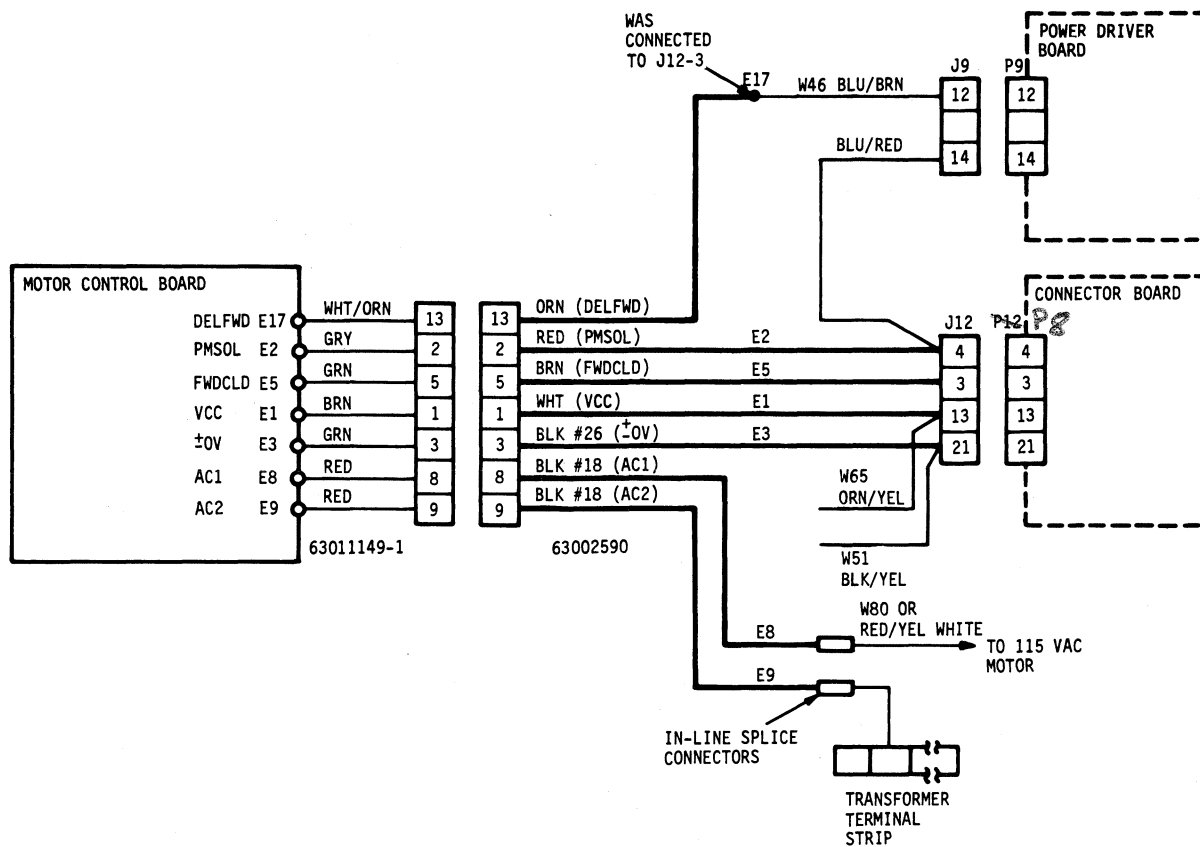 WAS
CONNECTED
TO J12-3
E17
W46 BLU/BRN
BLU/RED
J9
12
14
P9
12
14
POWER DRIVER
BOARD
MOTOR CONTROL BOARD
DELFWD E17
PMSOL E2
FWDCLD E5
VCC E1
±0V E3
AC1 E8
AC2 E9
WHT/ORN
GRY
GRN
BRN
GRN
RED
RED
13
2
5
1
3
8
9
63011149-1
13
2
5
1
3
8
9
63002590
ORN (DELFWD)
RED (PMSOL) E2
BRN (FWDCLD) E5
WHT (VCC) E1
BLK #26 (±0V) E3
BLK #18 (AC1)
BLK #18 (AC2)
J12
4
3
13
21
P12 P8
4
3
13
21
CONNECTOR BOARD
W65
ORN/YEL
W51
BLK/YEL
E8
W80 OR
RED/YEL WHITE
TO 115 VAC
MOTOR
E9
IN-LINE SPLICE
CONNECTORS
TRANSFORMER
TERMINAL
STRIP